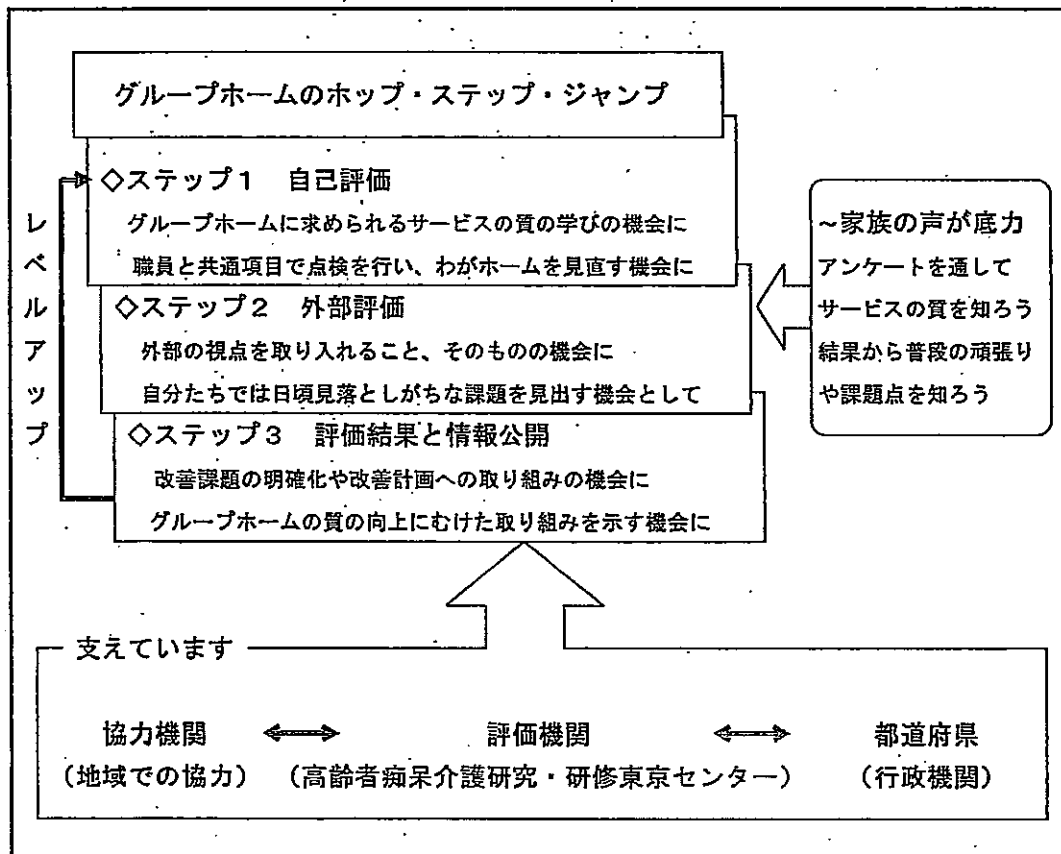 グループホームのホップ・ステップ・ジャンプ
◇ステップ1　自己評価
グループホームに求められるサービスの質の学びの機会に
職員と共通項目で点検を行い、わがホームを見直す機会に
◇ステップ2　外部評価
外部の視点を取り入れること、そのものの機会に
自分たちでは日頃見落としがちな課題を見出す機会として
◇ステップ3　評価結果と情報公開
改善課題の明確化や改善計画への取り組みの機会に
グループホームの質の向上にむけた取り組みを示す機会に
レベルアップ
~家族の声が底力
アンケートを通して
サービスの質を知ろう
結果から普段の頑張り
や課題点を知ろう
支えています
協力機関　評価機関　都道府県
(地域での協力)　(高齢者痴呆介護研究・研修東京センター)　(行政機関)